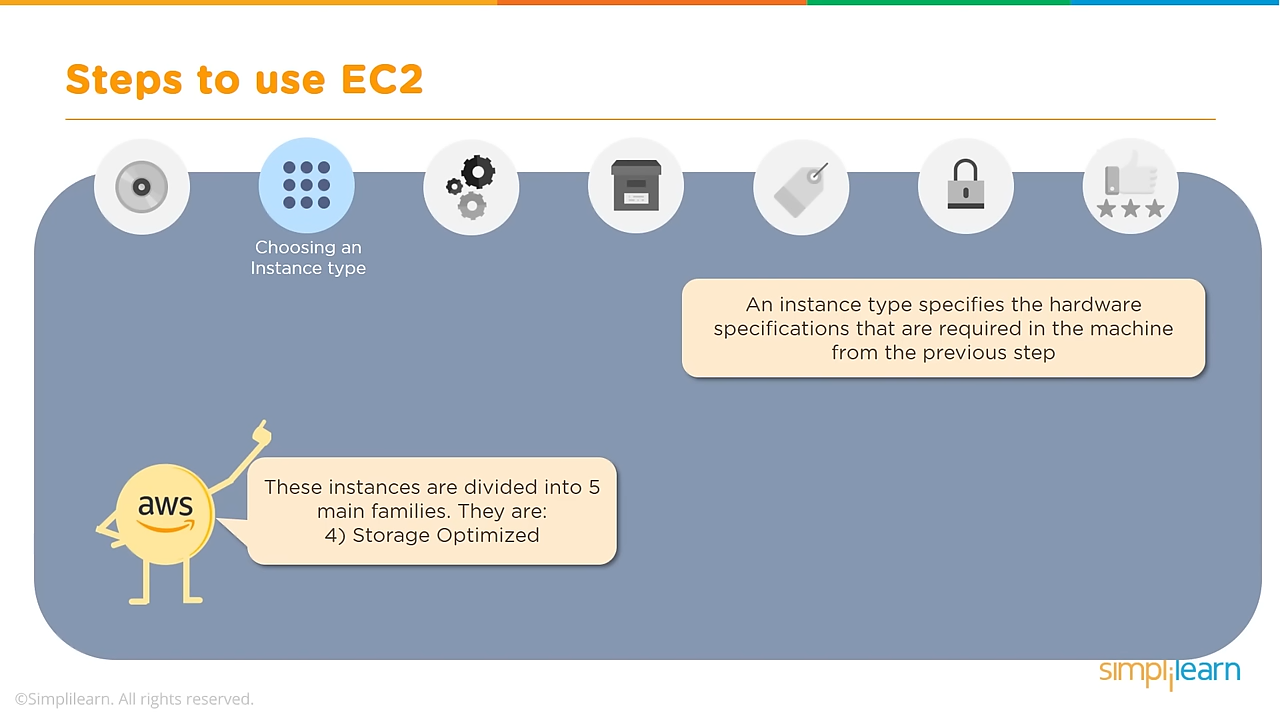 Steps to use EC2
Choosing an
Instance type
An instance type specifies the hardware
specifications that are required in the machine
from the previous step
aws
These instances are divided into 5
main families. They are:
4) Storage Optimized
simplilearn
©Simplilearn. All rights reserved.